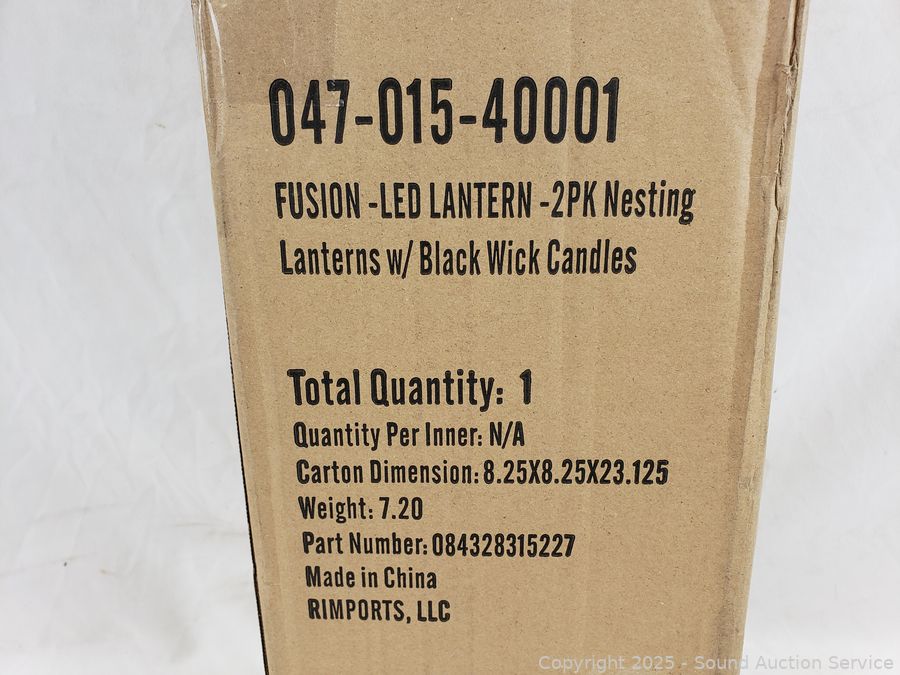 047-015-40001
FUSION -LED LANTERN -2PK Nesting
Lanterns w/ Black Wick Candles
Total Quantity: 1
Quantity Per Inner: N/A
Carton Dimension: 8.25X8.25X23.125
Weight: 7.20
Part Number: 084328315227
Made in China
RIMPORTS, LLC
Copyright 2025 - Sound Auction Service